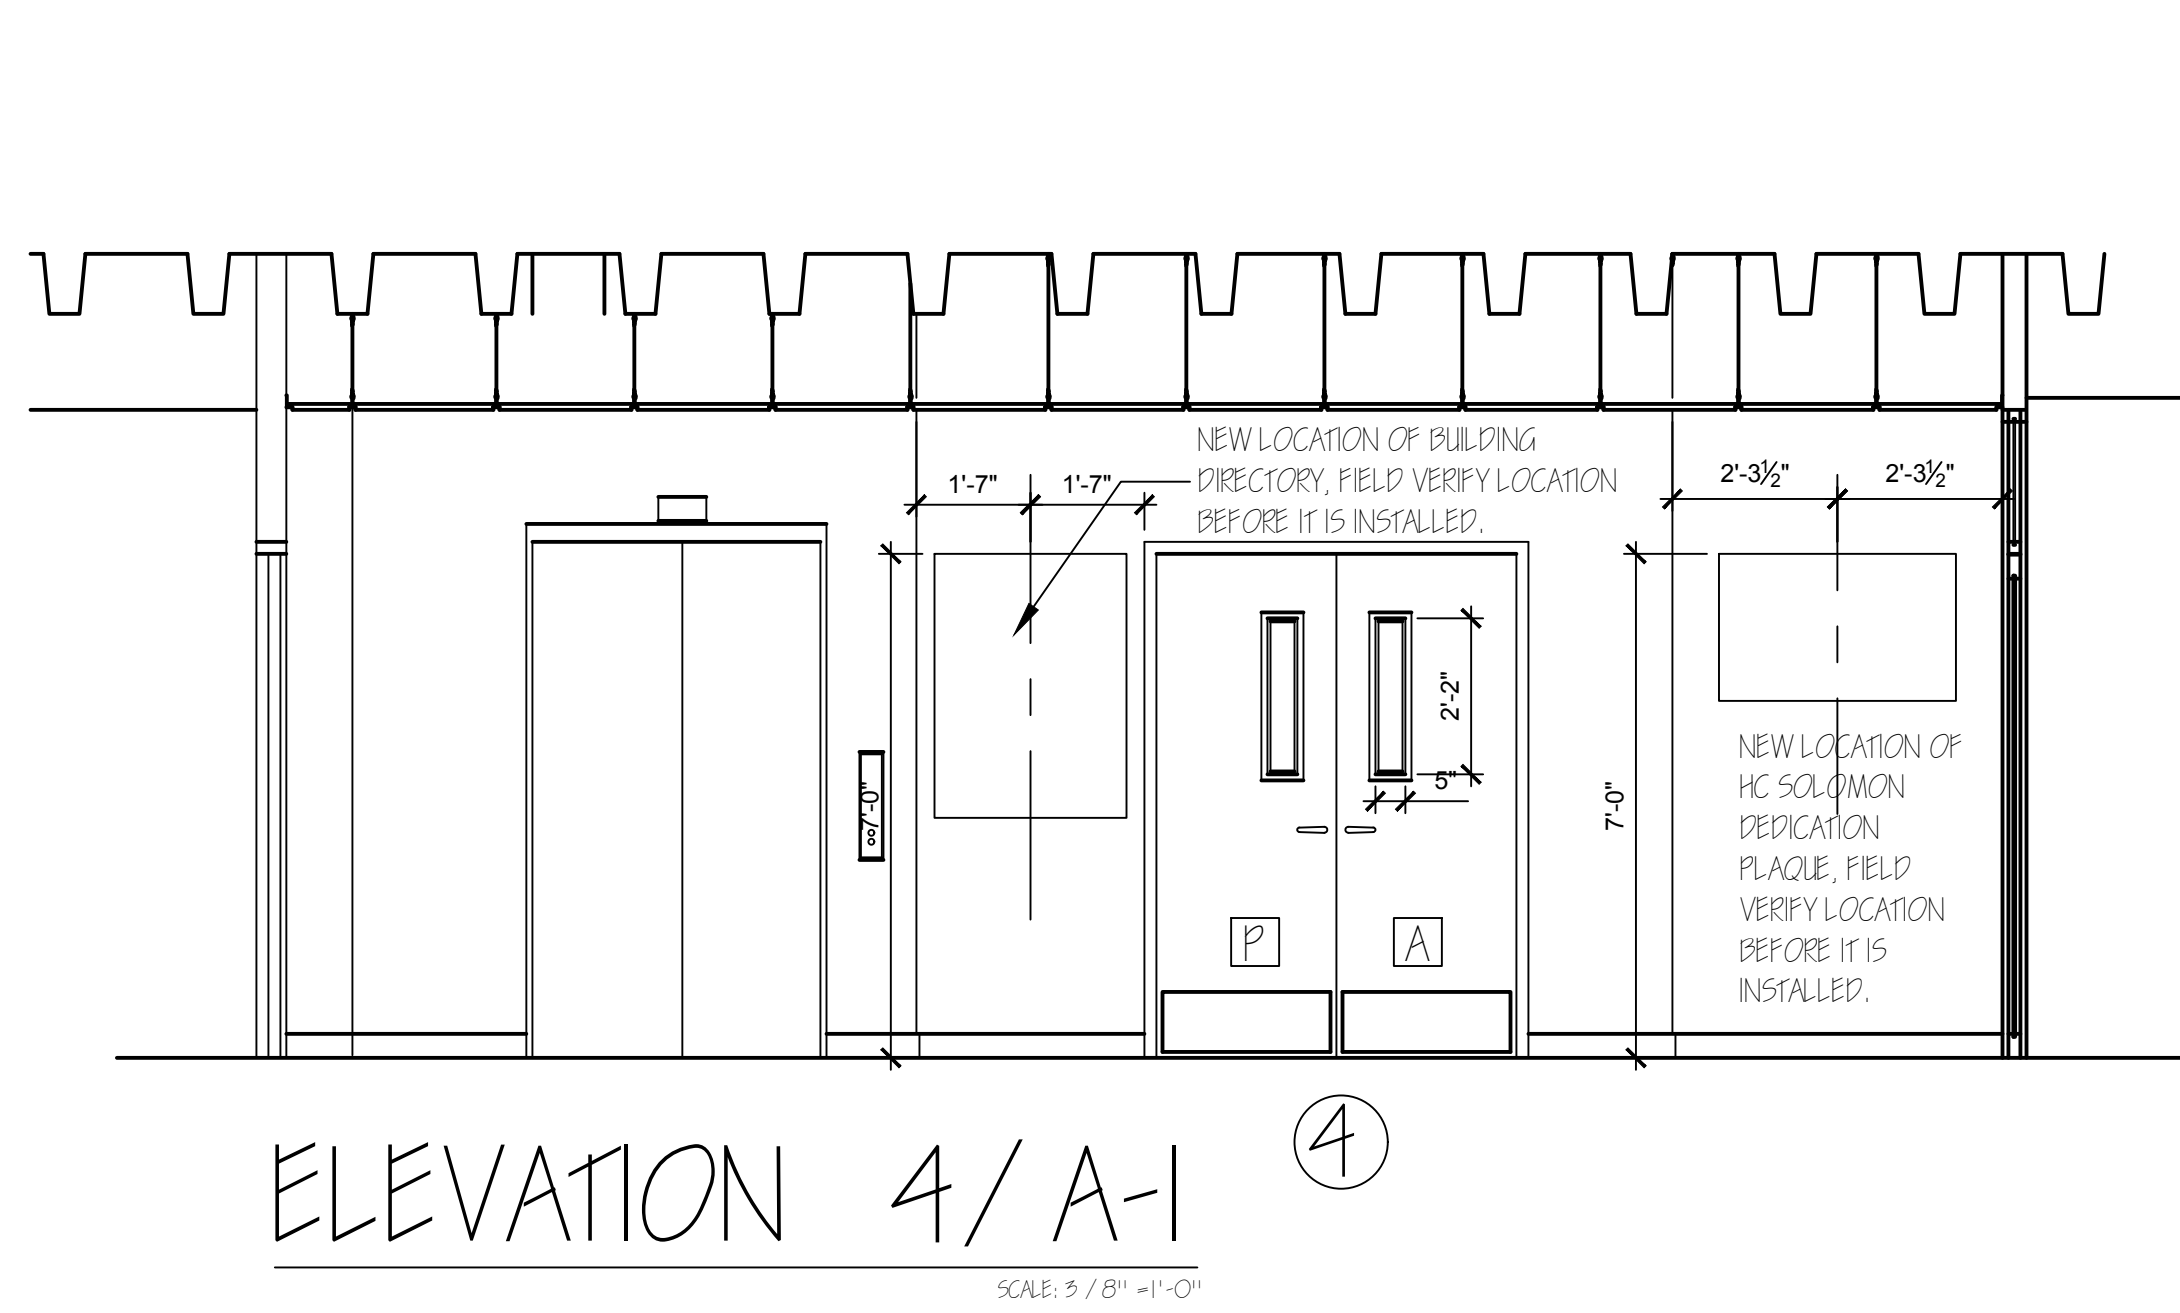 NEW LOCATION OF BUILDING
DIRECTORY, FIELD VERIFY LOCATION
BEFORE IT IS INSTALLED.
1'-7" 1'-7"
2'-3½" 2'-3½"
2'-2"
5"
7'-0"
7'-0"
NEW LOCATION OF
HC SOLOMON
DEDICATION
PLAQUE, FIELD
VERIFY LOCATION
BEFORE IT IS
INSTALLED.
P A
4
ELEVATION 4/A-1
SCALE: 3/8" =1'-0"